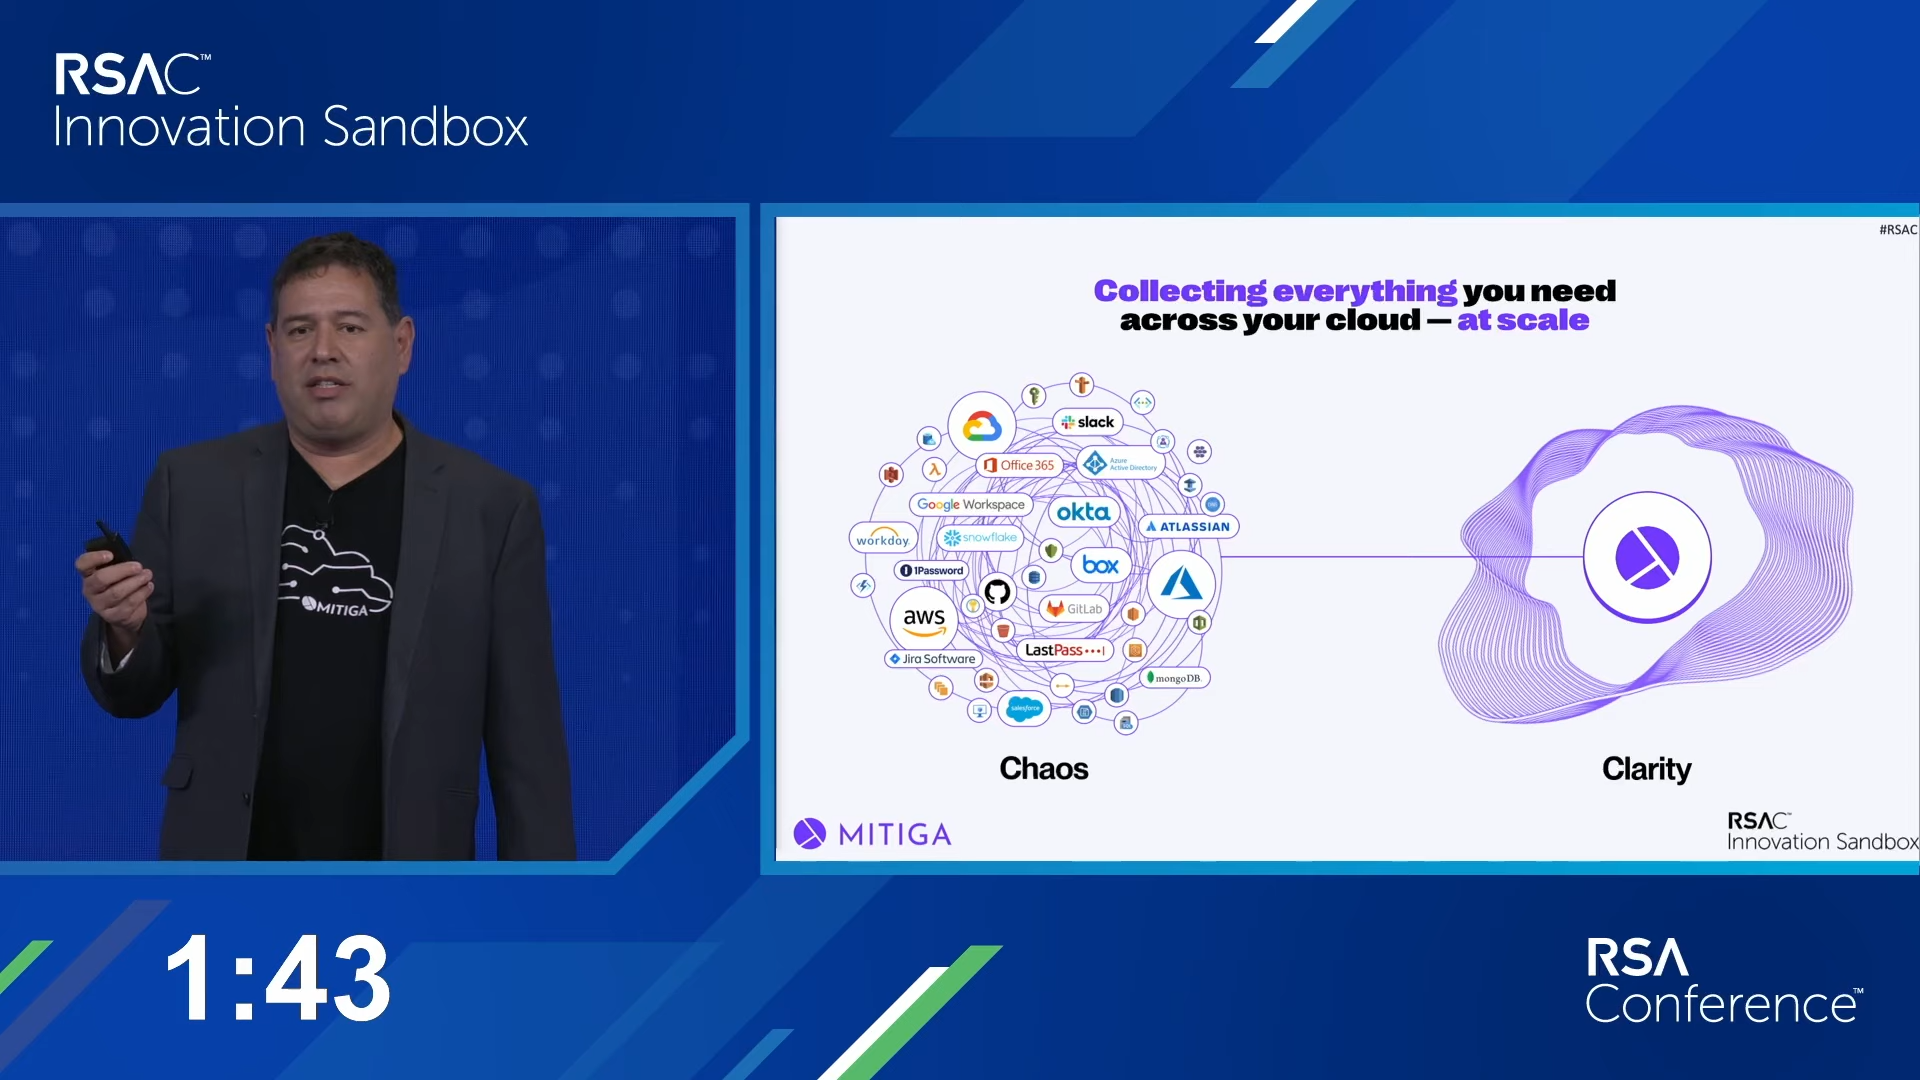 RSAC™
Innovation Sandbox
#RSAC
Collecting everything you need
across your cloud — at scale
slack
Office 365
Azure
Active Directory
Google Workspace
okta
ATLASSIAN
workday.
snowflake
1Password
box
aws
GitLab
Jira Software
LastPass
mongoDB.
salesforce
Chaos
Clarity
MITIGA
MITIGA
RSAC™
Innovation Sandbox
1:43
RSA
Conference™